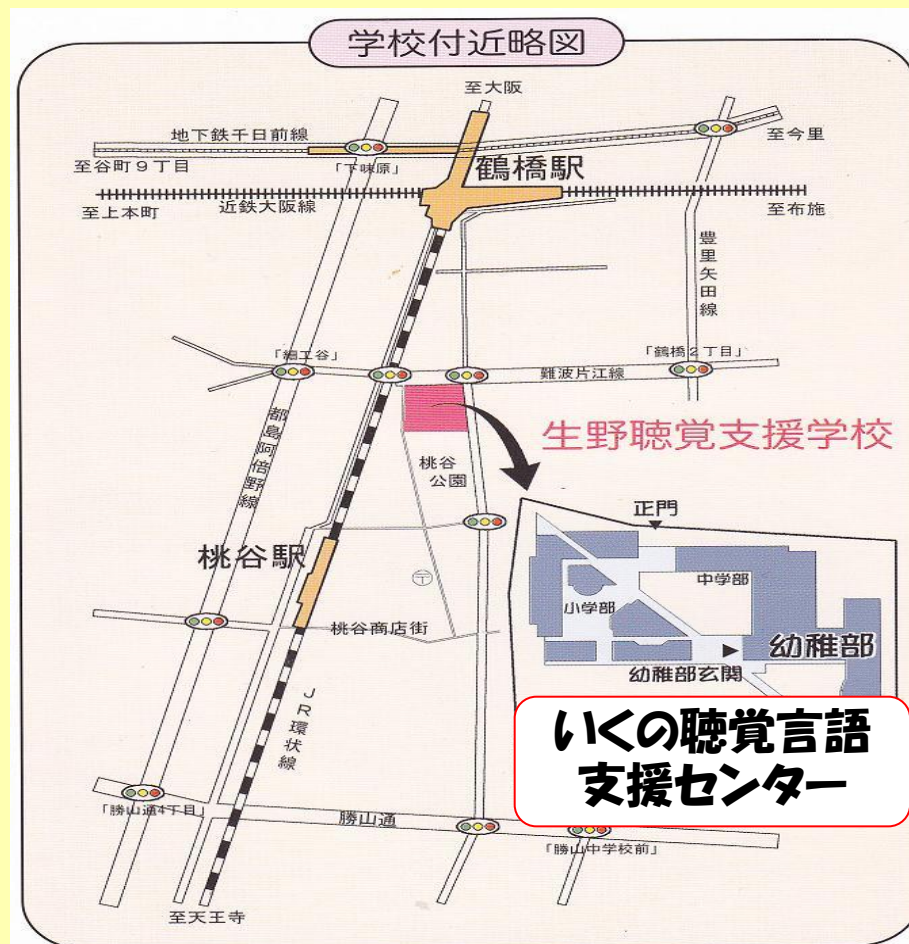 学校付近略図
至大阪
地下鉄千日前線
至今里
至谷町９丁目
「下味原」
鶴橋駅
至上本町
近鉄大阪線
至布施
豊里矢田線
「細工谷」
「鶴橋２丁目」
難波片江線
都島阿倍野線
生野聴覚支援学校
桃谷
公園
正門
桃谷駅
中学部
小学部
〒
桃谷商店街
幼稚部
幼稚部玄関
JR環状線
いくの聴覚言語
支援センター
「勝山通4丁目」
勝山通
「勝山中学校前」
至天王寺